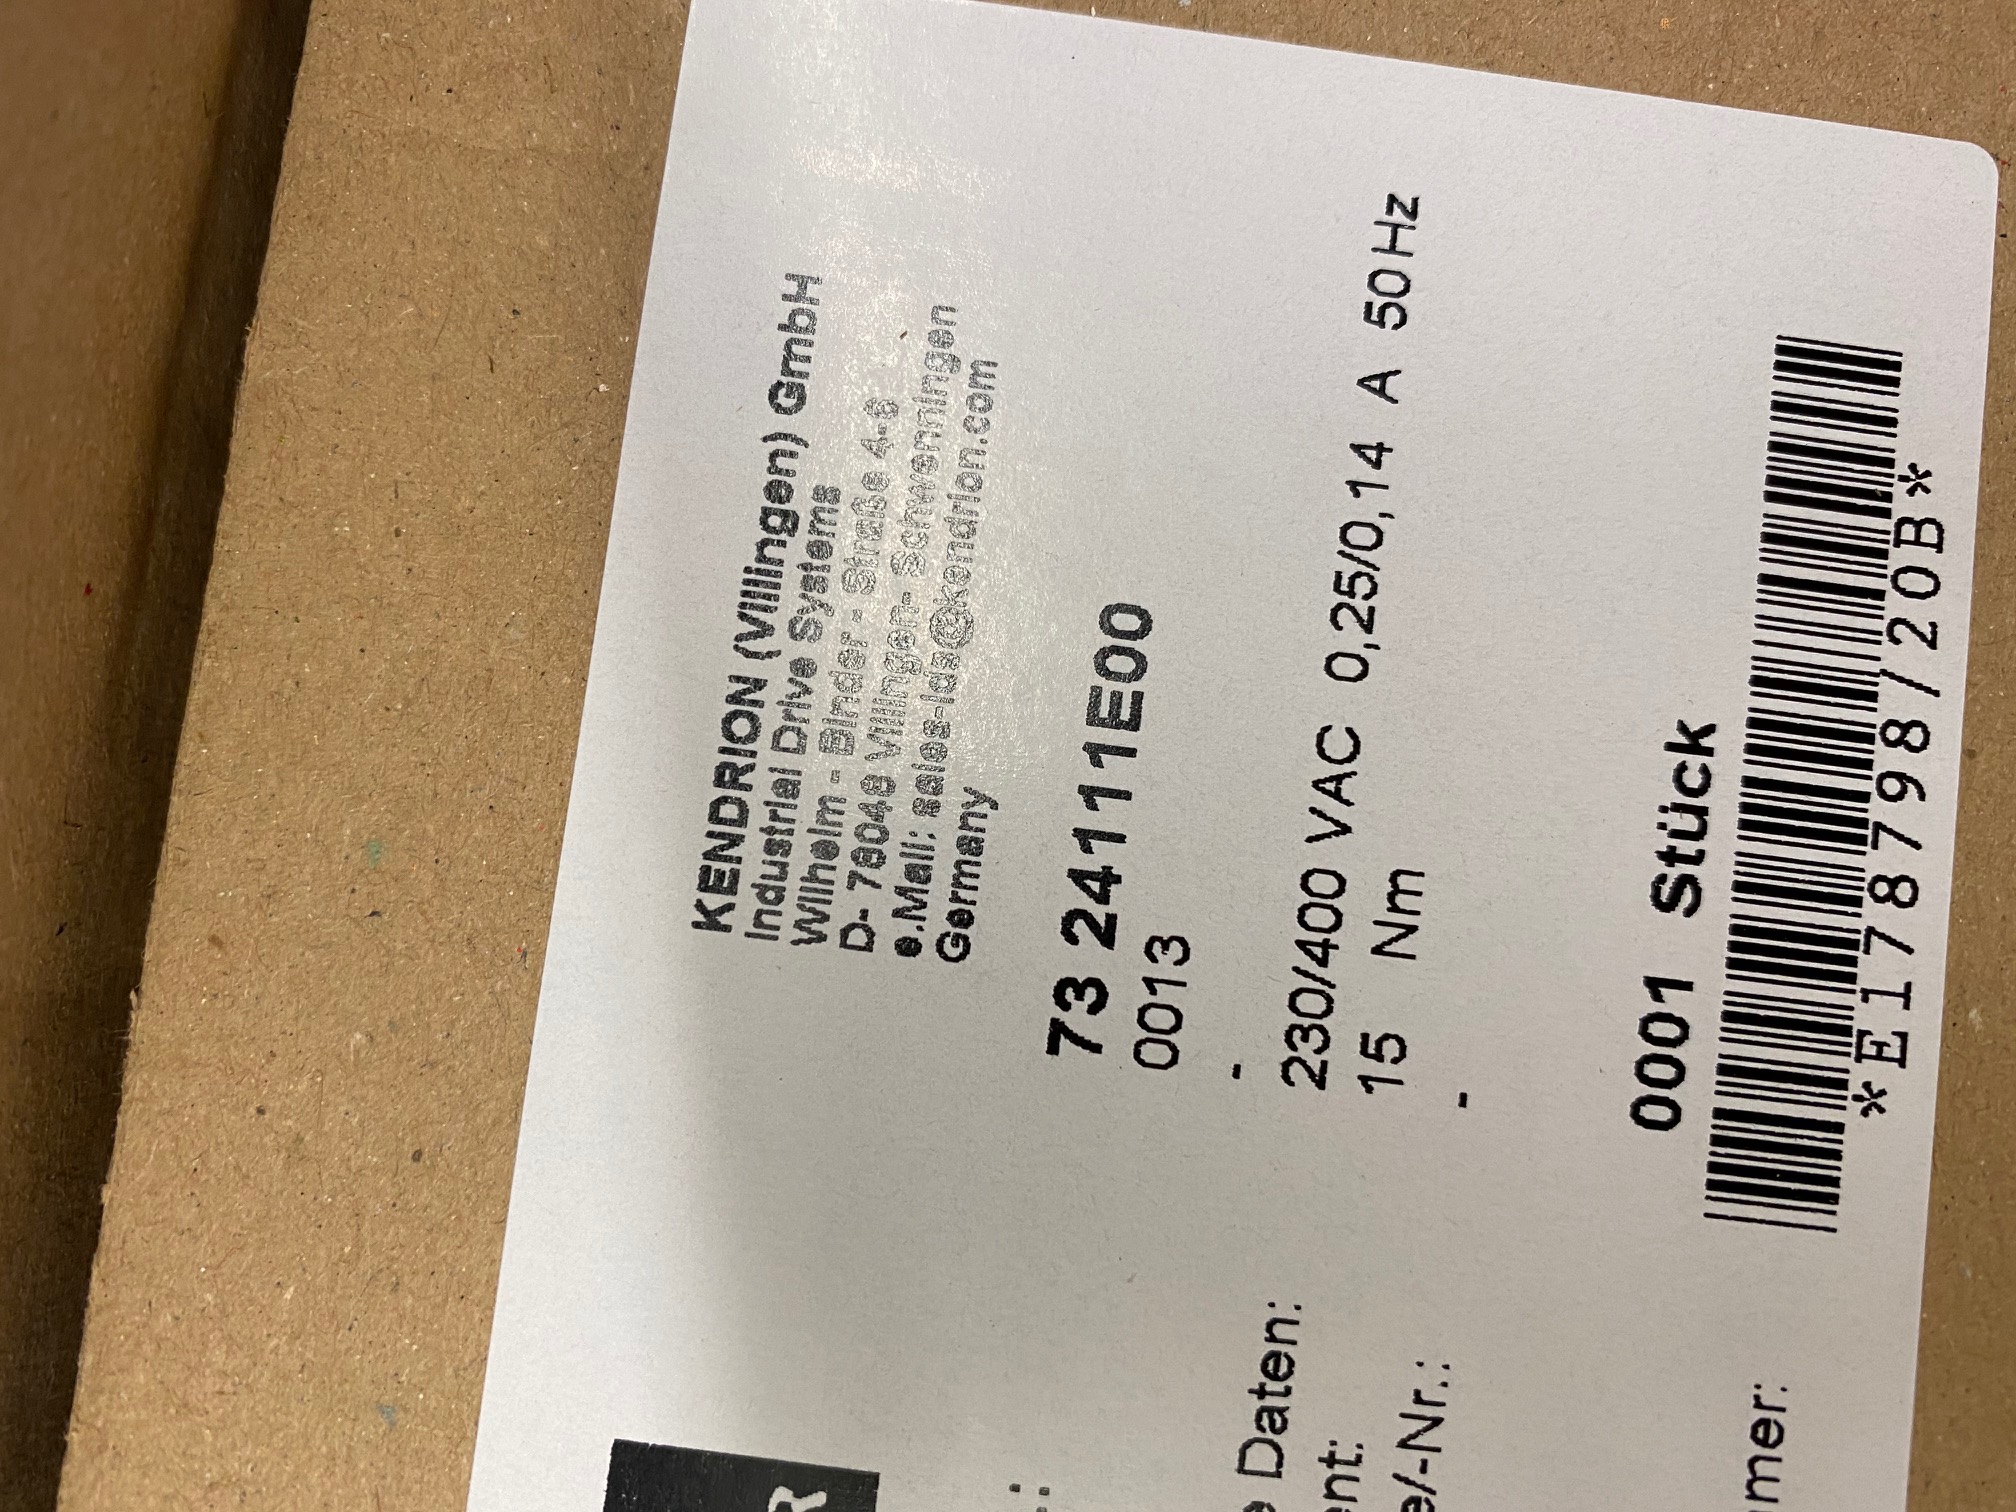 KENDRION (Villingen) GmbH
Industrial Drive Systems
Wilhelm - Binder - Straße 4-6
D- 78048 Villingen- Schwenningen
e.Mail: sales-ids@kendrion.com
Germany
73 24111E00
0013
-
Daten: 230/400 VAC 0,25/0,14 A 50Hz
ent: 15 Nm
e/-Nr.: -
0001 Stück
mer: *E178798/20B*
R